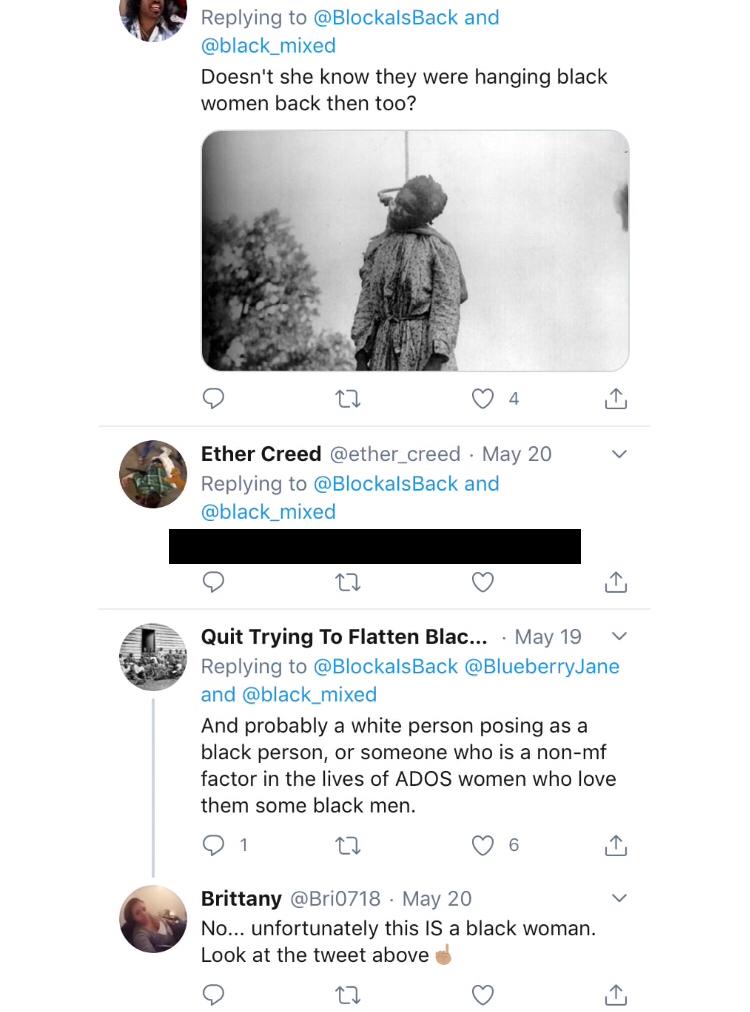 Replying to @BlockaIsBack and
@black_mixed
Doesn't she know they were hanging black
women back then too?
4
Ether Creed @ether_creed · May 20
Replying to @BlockaIsBack and
@black_mixed
Quit Trying To Flatten Blac... · May 19
Replying to @BlockaIsBack @BlueberryJane
and @black_mixed
And probably a white person posing as a
black person, or someone who is a non-mf
factor in the lives of ADOS women who love
them some black men.
1 6
Brittany @Bri0718 · May 20
No... unfortunately this IS a black woman.
Look at the tweet above ☝🏼